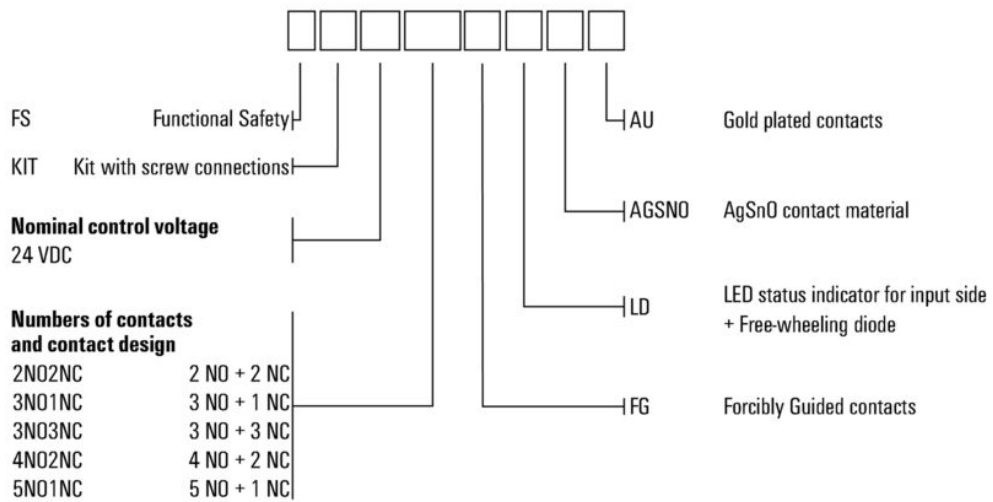 FS Functional Safety
KIT Kit with screw connections
Nominal control voltage
24 VDC
Numbers of contacts
and contact design
2NO2NC 2 NO + 2 NC
3NO1NC 3 NO + 1 NC
3NO3NC 3 NO + 3 NC
4NO2NC 4 NO + 2 NC
5NO1NC 5 NO + 1 NC
AU Gold plated contacts
AGSNO AgSnO contact material
LD LED status indicator for input side
+ Free-wheeling diode
FG Forcibly Guided contacts